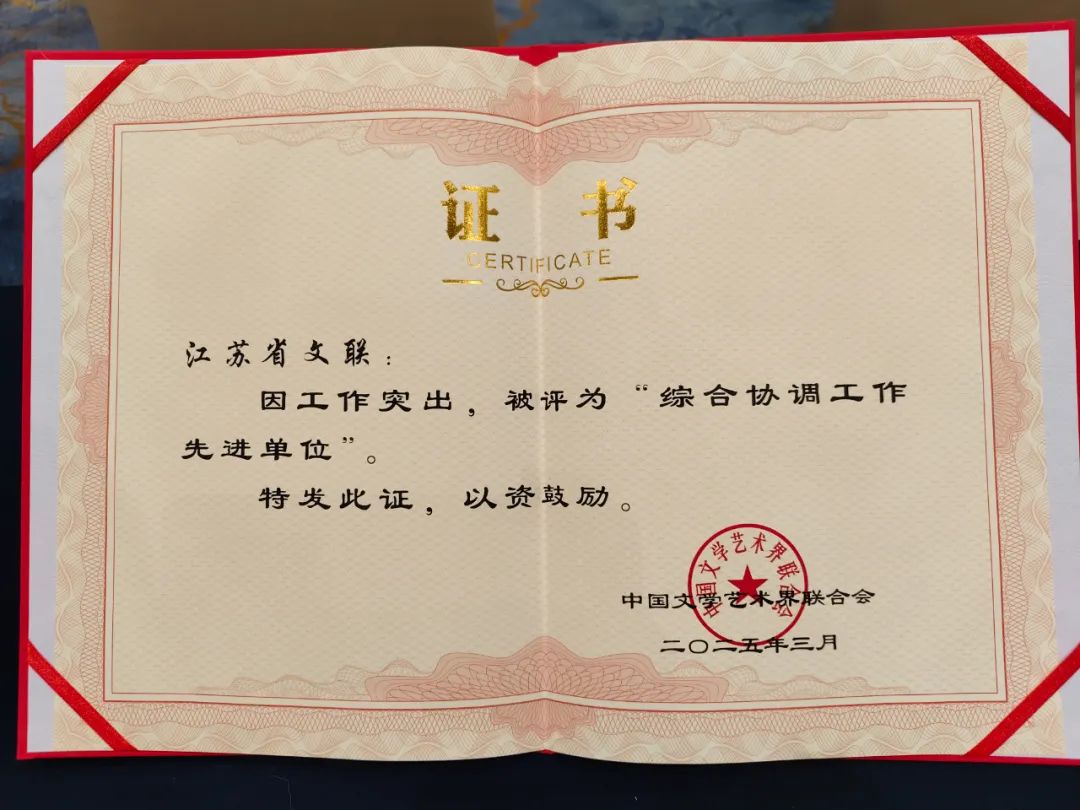 证 书
CERTIFICATE
江苏省文联：
因工作突出，被评为“综合协调工作
先进单位”。
特发此证，以资鼓励。
中国文学艺术界联合会
中国文学艺术界联合会
二〇二五年三月